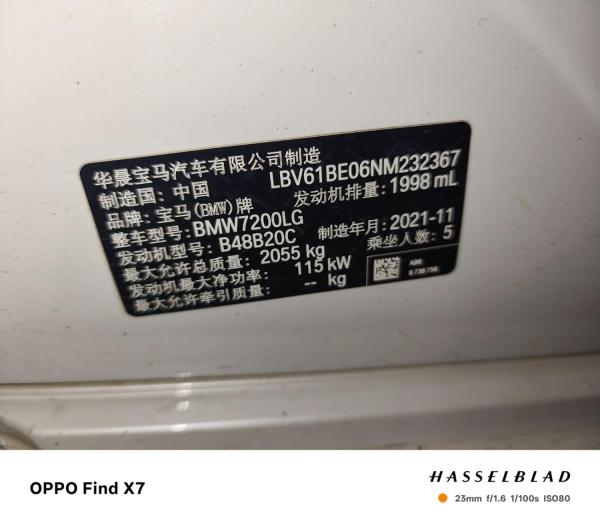 华晨宝马汽车有限公司制造
制造国: 中国 LBV61BE06NM232367
品牌: 宝马(BMW)牌 发动机排量: 1998 mL
整车型号: BMW7200LG
发动机型号: B48B20C 制造年月: 2021-11
最大允许总质量: 2055 kg 乘坐人数: 5
发动机最大净功率: 115 kW
最大允许牵引质量: -- kg
OPPO Find X7
HASSELBLAD
23mm f/1.6 1/100s ISO80